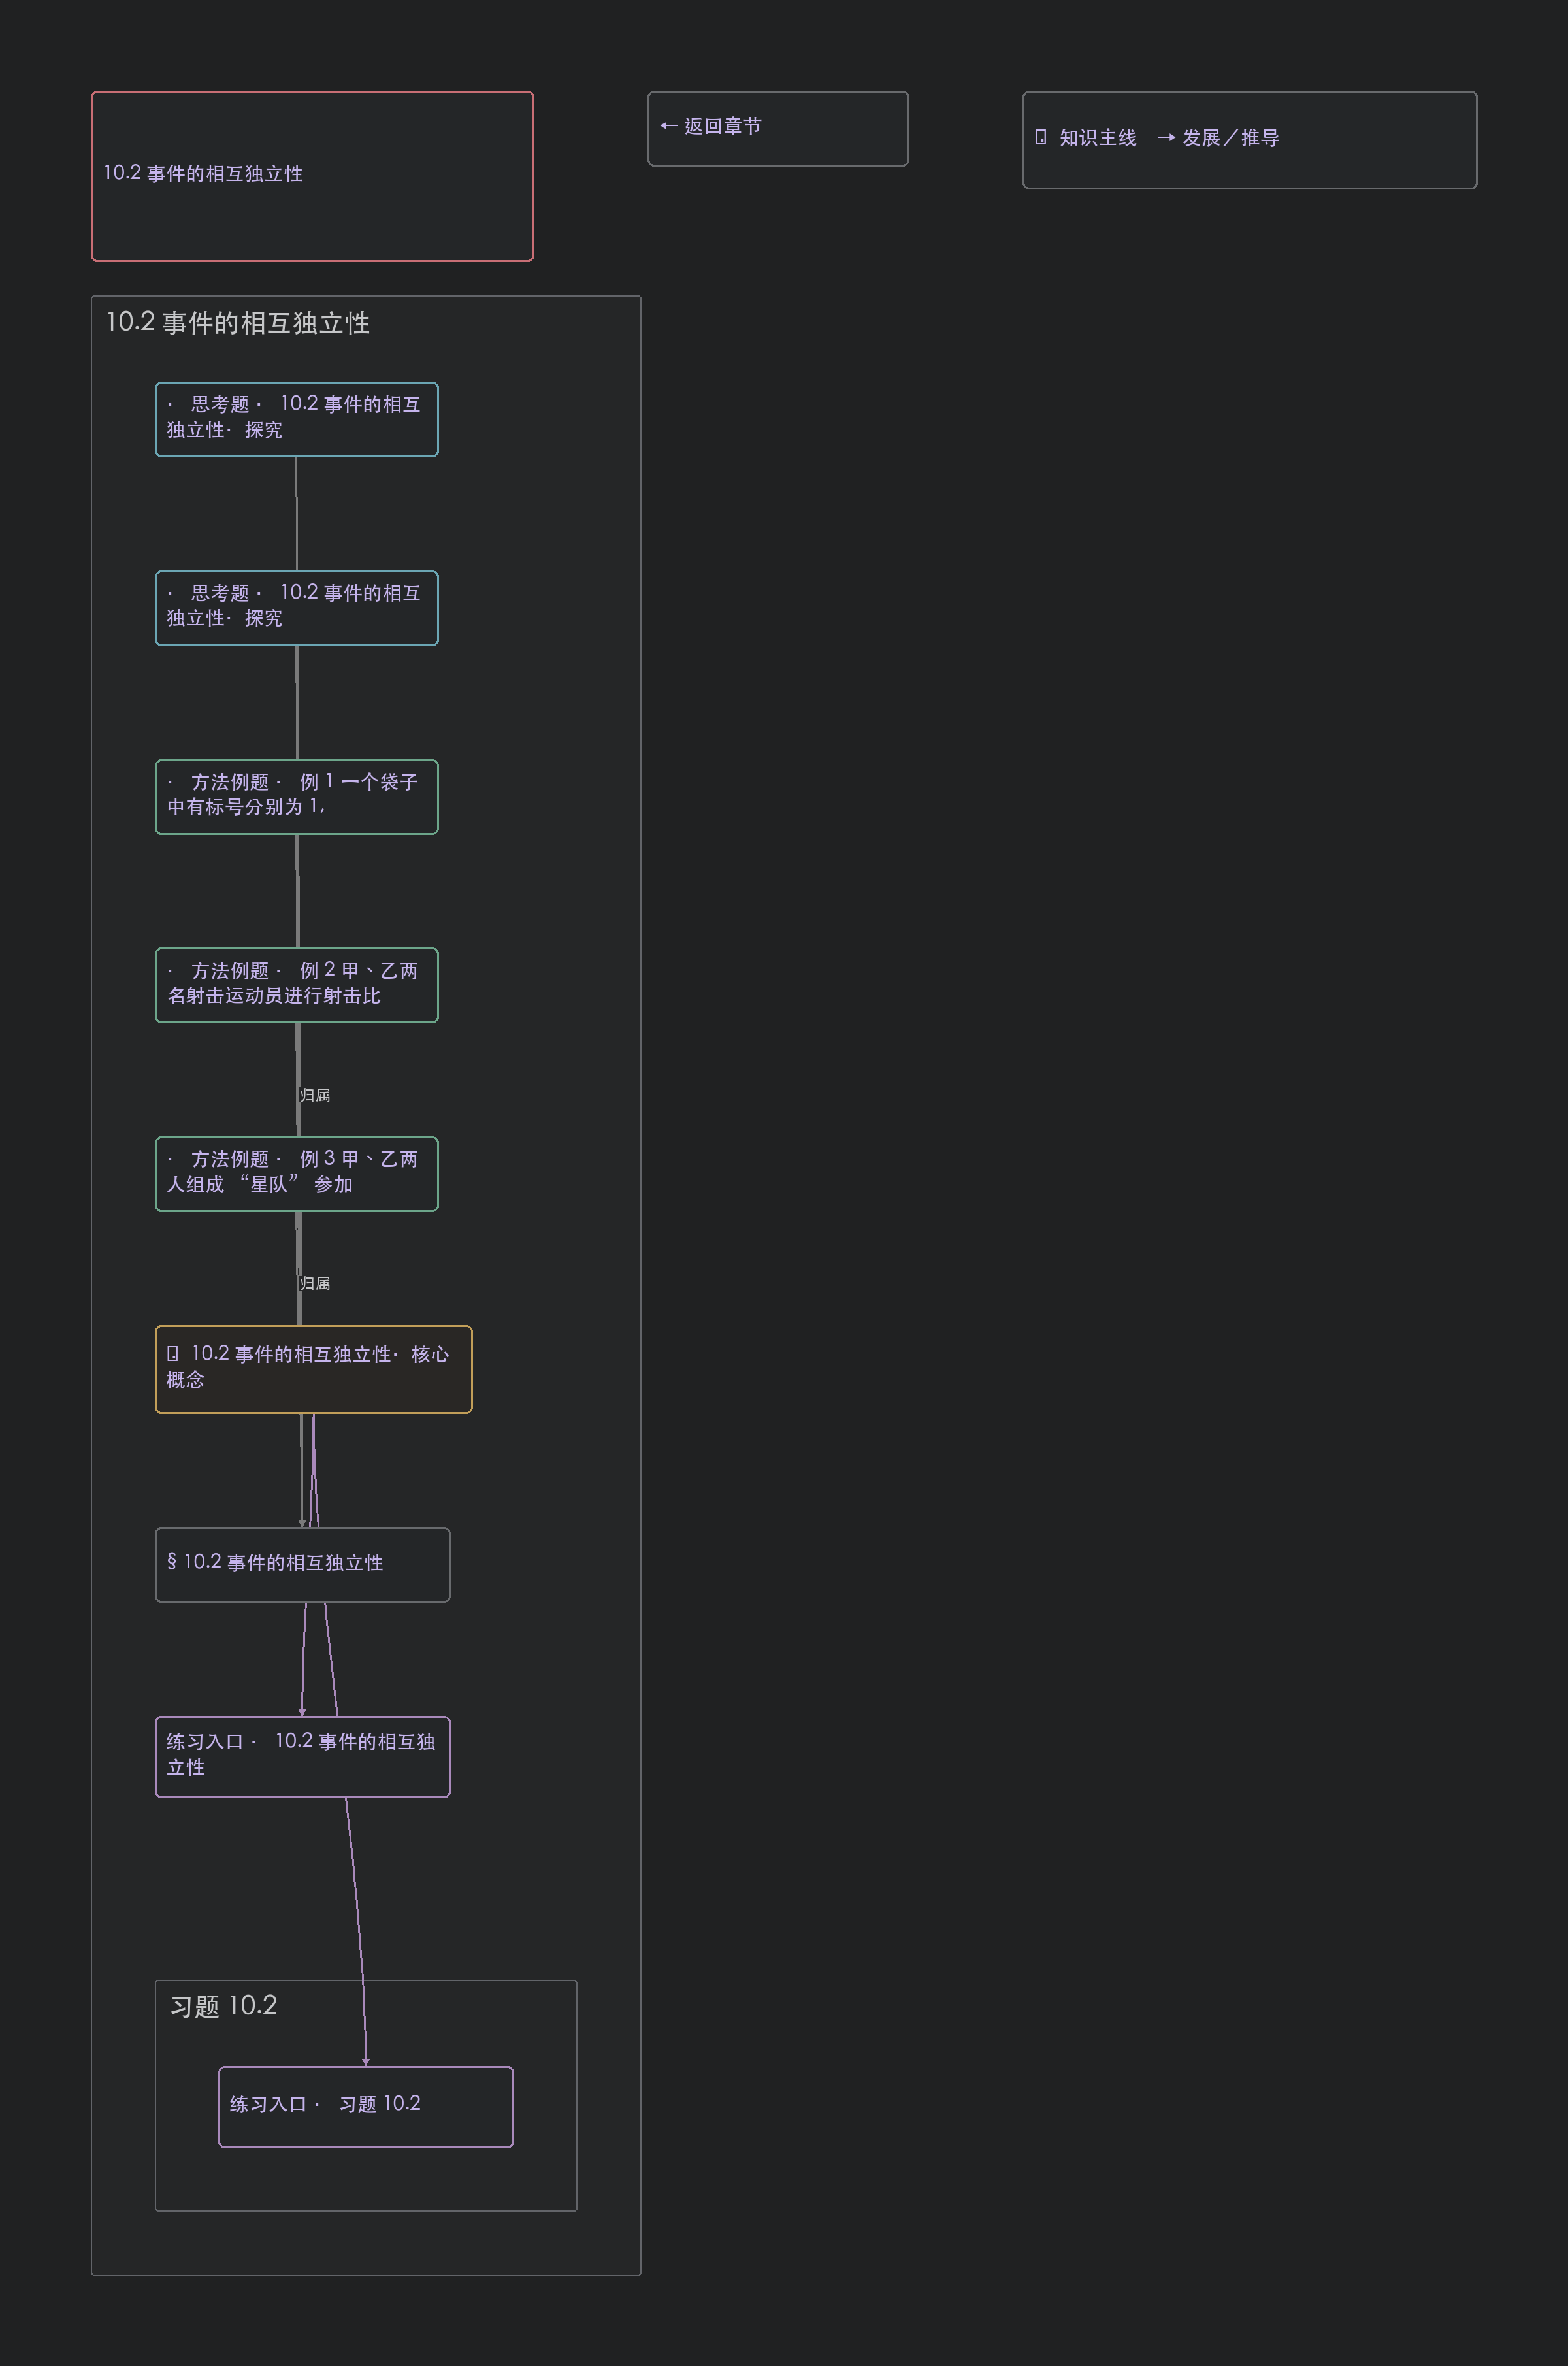 10.2 事件的相互独立性
← 返回章节
知识主线 → 发展／推导
10.2 事件的相互独立性
· 思考题 · 10.2 事件的相互
独立性· 探究
· 思考题 · 10.2 事件的相互
独立性· 探究
· 方法例题 · 例 1 一个袋子
中有标号分别为 1,
· 方法例题 · 例 2 甲、乙两
名射击运动员进行射击比
归属
· 方法例题 · 例 3 甲、乙两
人组成 “星队” 参加
归属
10.2 事件的相互独立性· 核心
概念
§ 10.2 事件的相互独立性
练习入口 · 10.2 事件的相互独
立性
习题 10.2
练习入口 · 习题 10.2